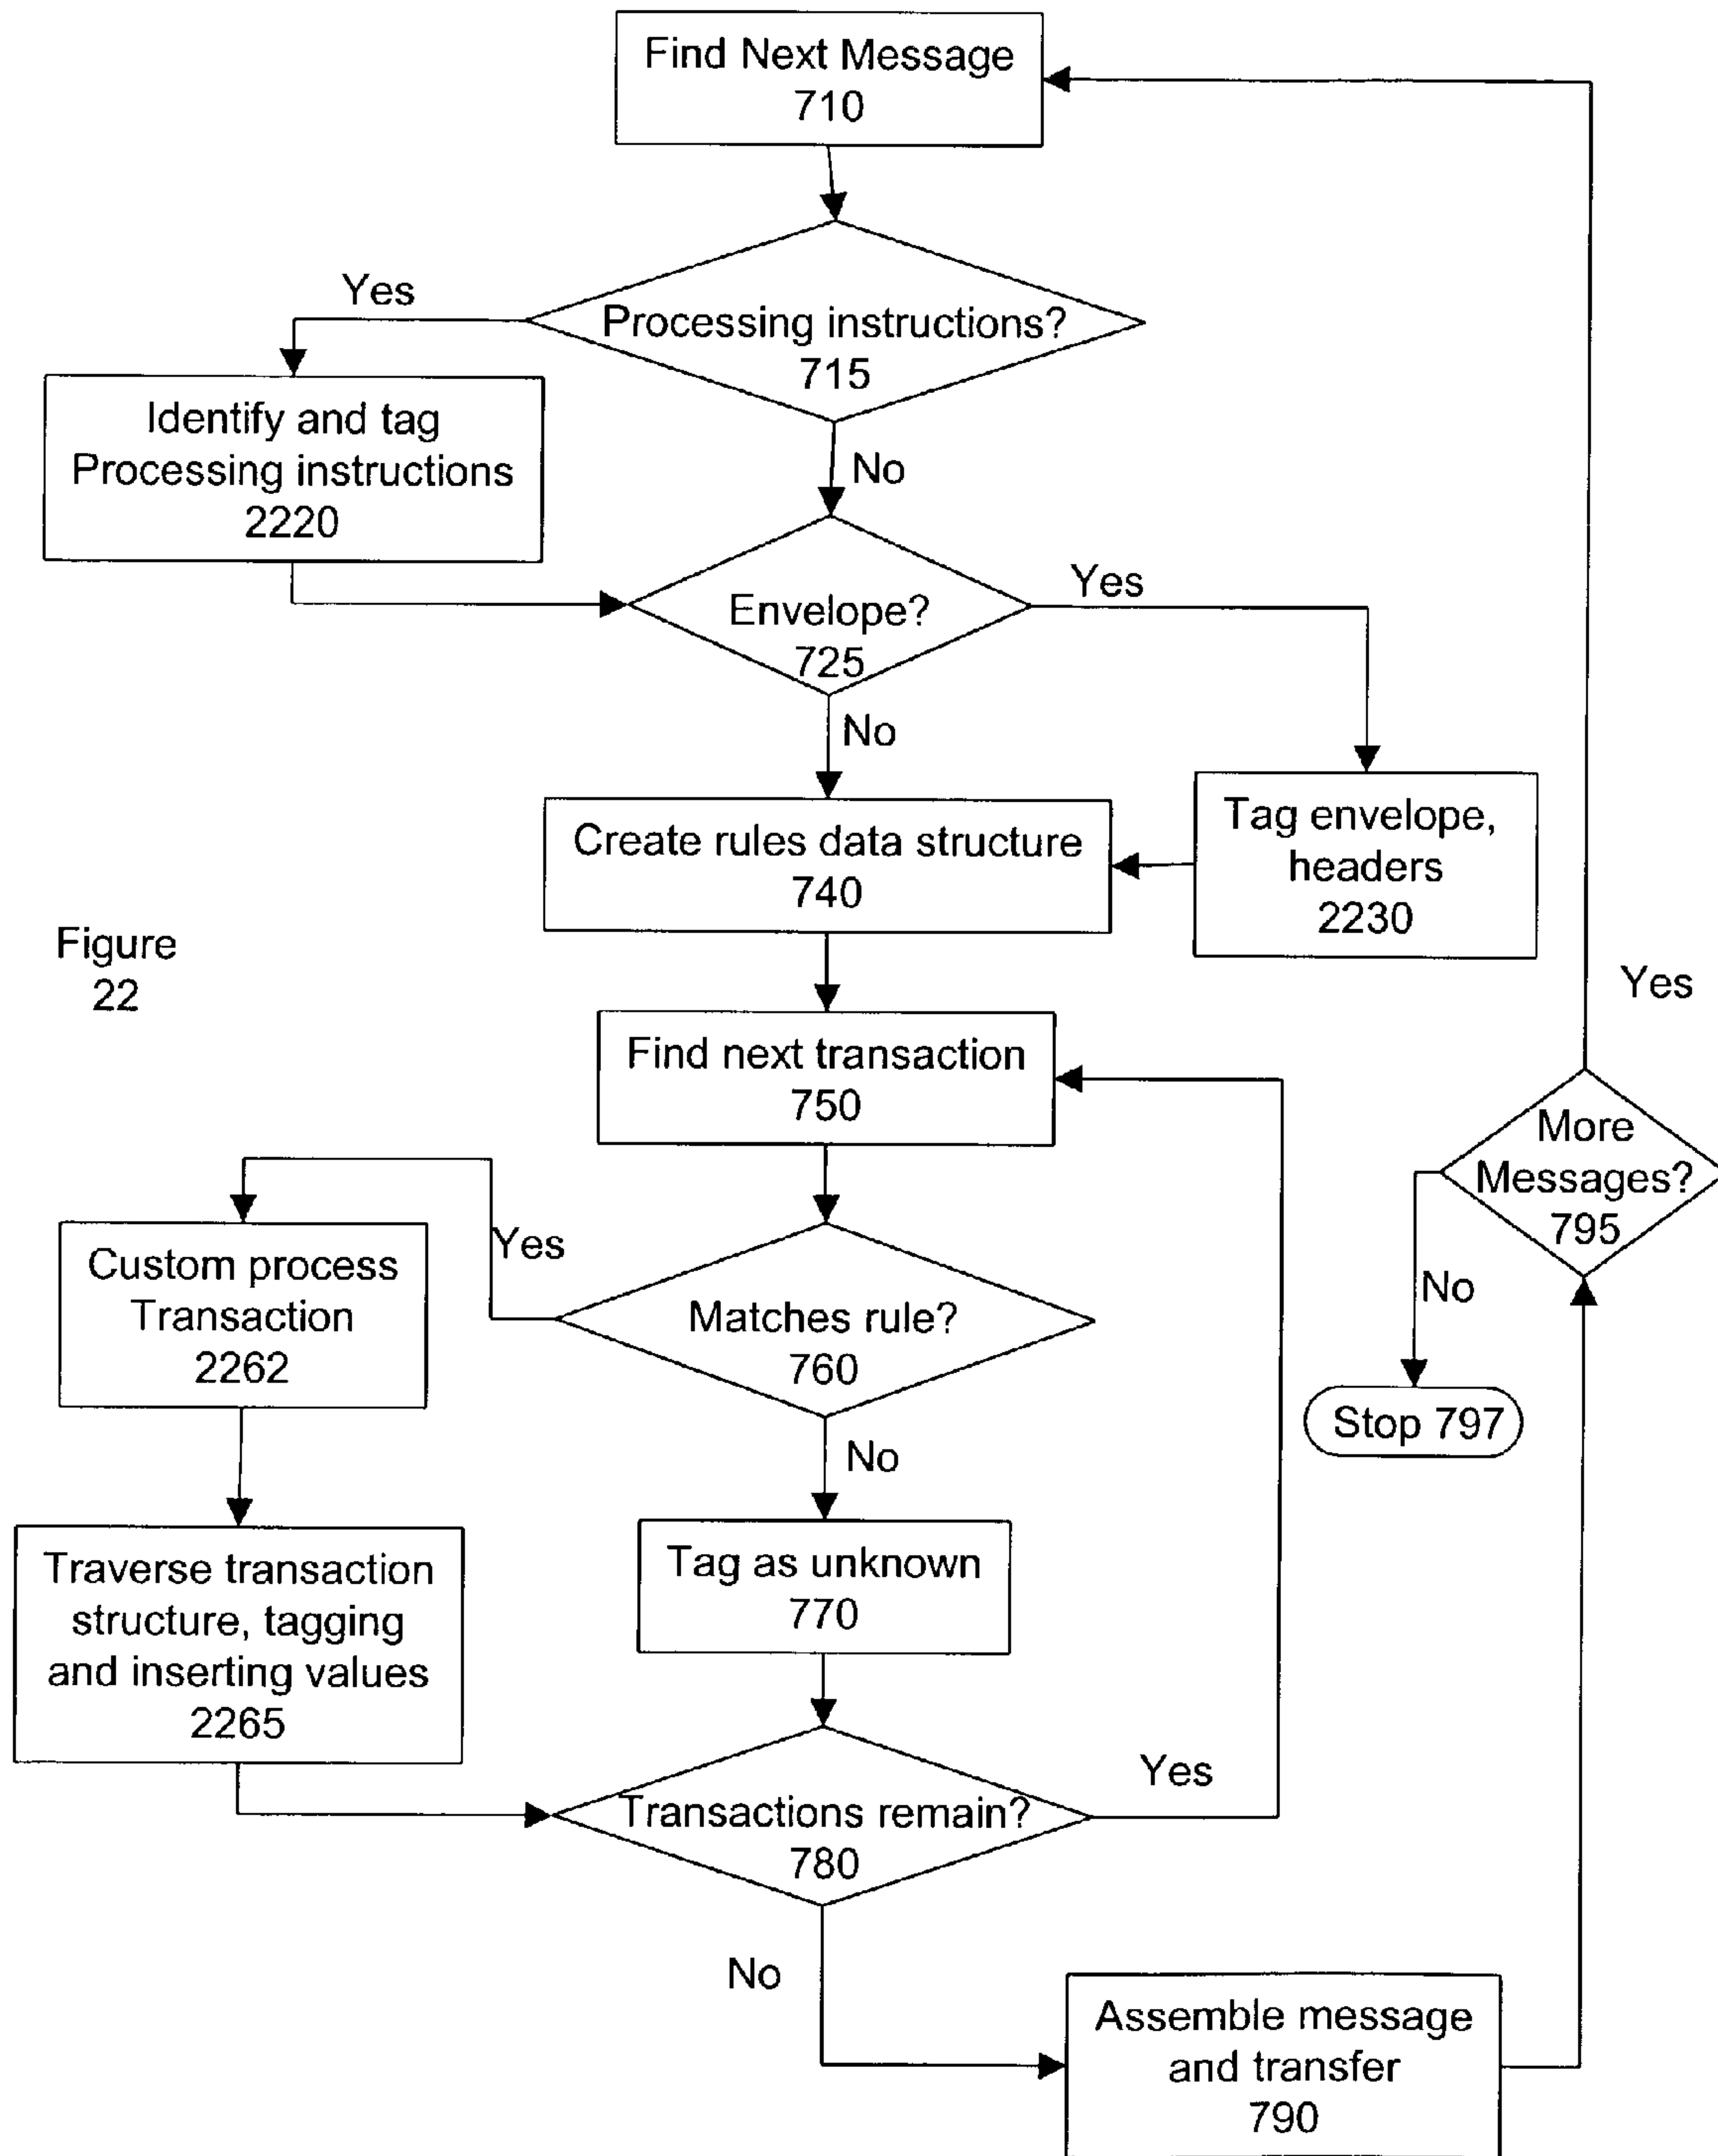 Find Next Message
710
Yes
Processing instructions?
715
Identify and tag
Processing instructions
2220
No
Envelope?
725
Yes
No
Create rules data structure
740
Tag envelope,
headers
2230
Figure
22
Find next transaction
750
Yes
More
Messages?
795
Yes
Custom process
Transaction
2262
Matches rule?
760
No
Stop 797
No
Traverse transaction
structure, tagging
and inserting values
2265
Tag as unknown
770
Transactions remain?
780
Yes
No
Assemble message
and transfer
790